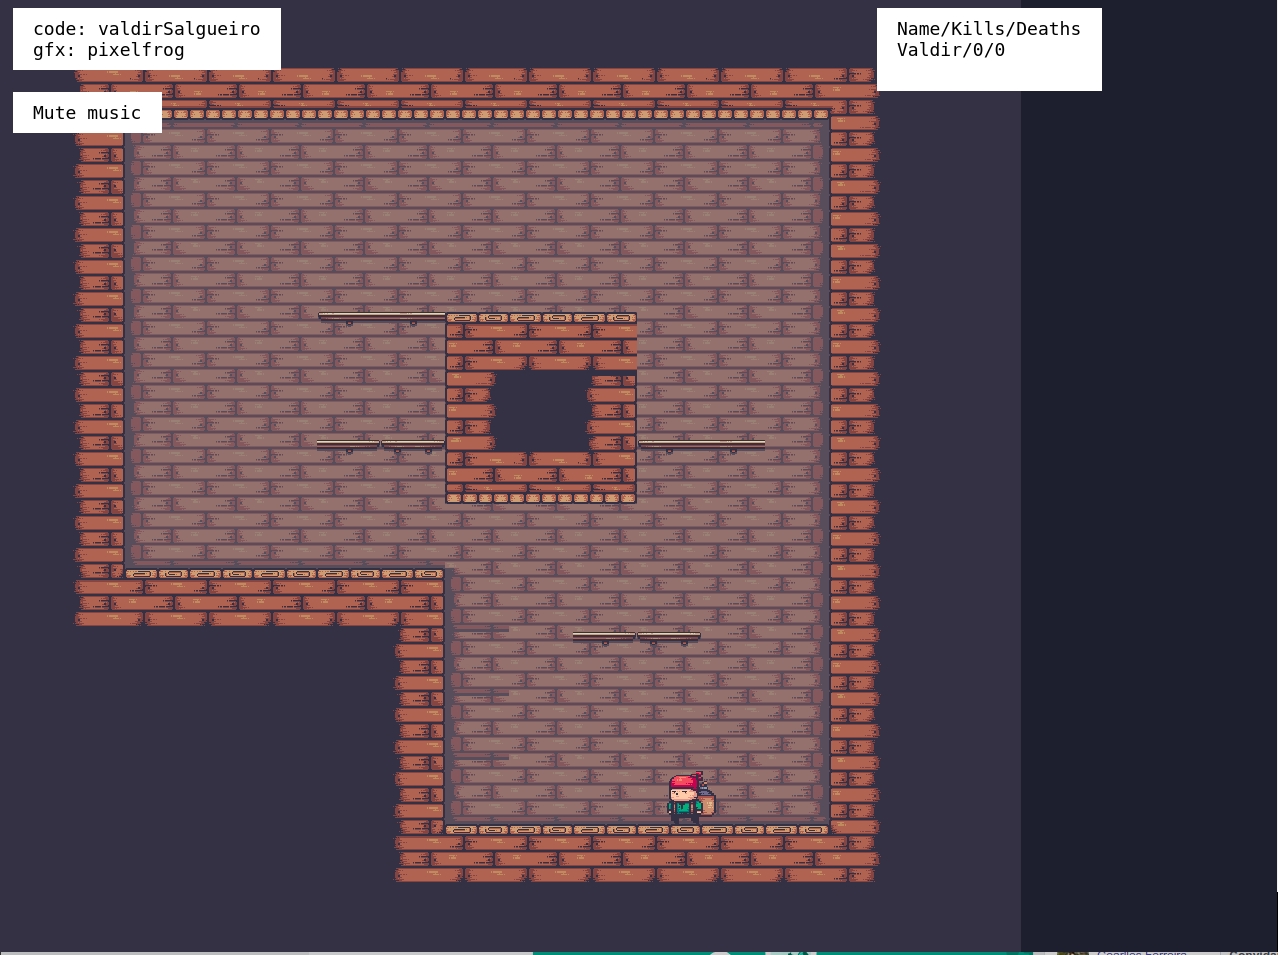 code: valdirSalgueiro
gfx: pixelfrog
Name/Kills/Deaths
Valdir/0/0
Mute music